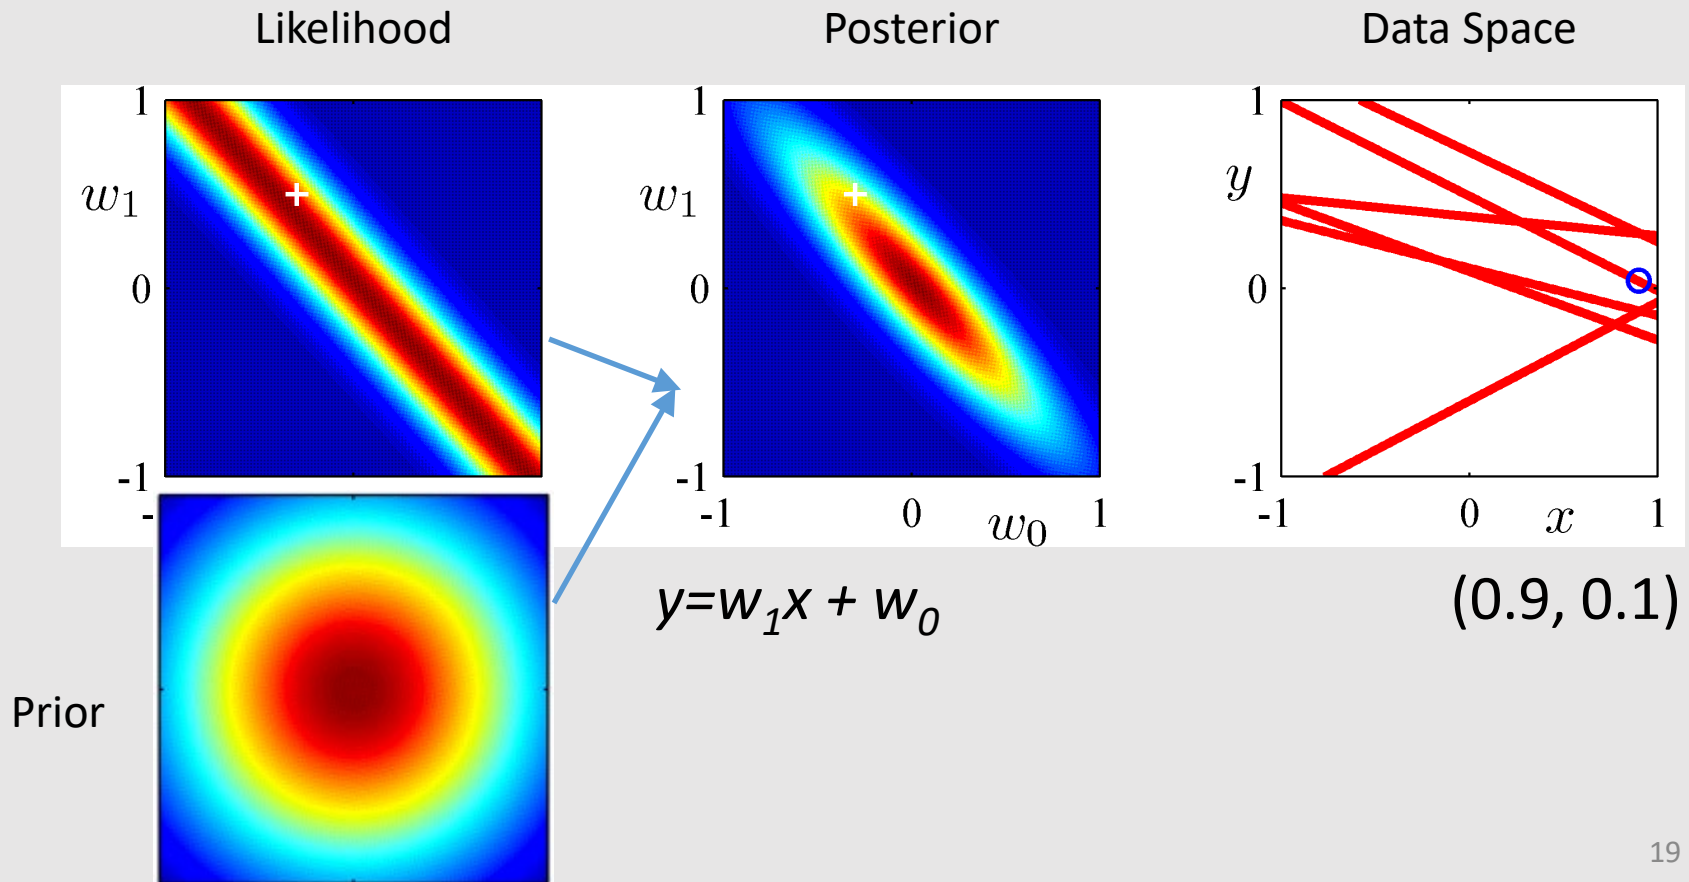 Likelihood
Posterior
Data Space
1
w₁
0
-1
-
1
w₁
0
-1
-1
0
w₀
1
1
y
0
-1
-1
0
x
1
y=w₁x + w₀
(0.9, 0.1)
Prior
19